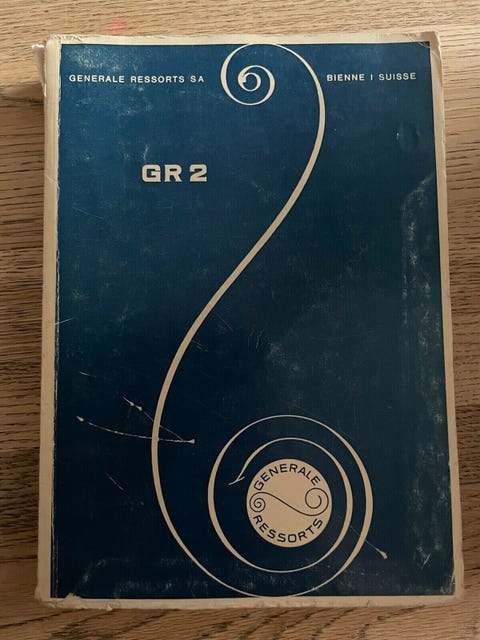 GENERALE RESSORTS SA
BIENNE I SUISSE
GR 2
GENERALE
RESSORTS